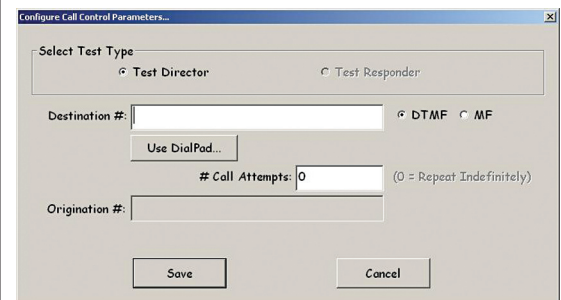 Configure Call Control Parameters...
Select Test Type
Test Director Test Responder
Destination #: DTMF MF
Use DialPad...
# Call Attempts: 0 (0 = Repeat Indefinitely)
Origination #:
Save Cancel